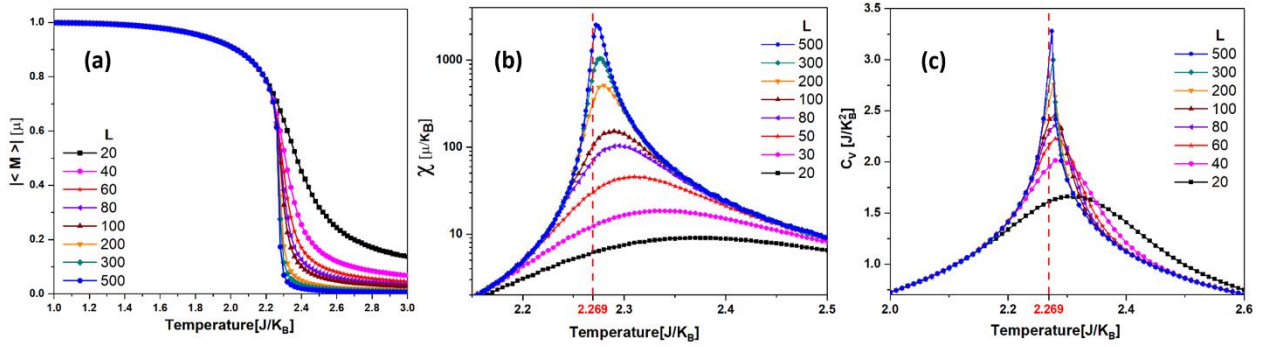 (a)
|< M >| [μ]
1.0
0.8
0.6
0.4
0.2
0.0
L
20
40
60
80
100
200
300
500
1.0 1.2 1.4 1.6 1.8 2.0 2.2 2.4 2.6 2.8 3.0
Temperature[J/K_B]
(b)
χ [μ/K_B]
1000
100
10
L
500
300
200
100
80
50
30
20
2.2 2.269 2.3 2.4 2.5
Temperature[J/K_B]
(c)
C_V [J/K_B^2]
3.5
3.0
2.5
2.0
1.5
1.0
L
500
300
200
100
80
60
40
20
2.0 2.2 2.269 2.4 2.6
Temperature[J/K_B]